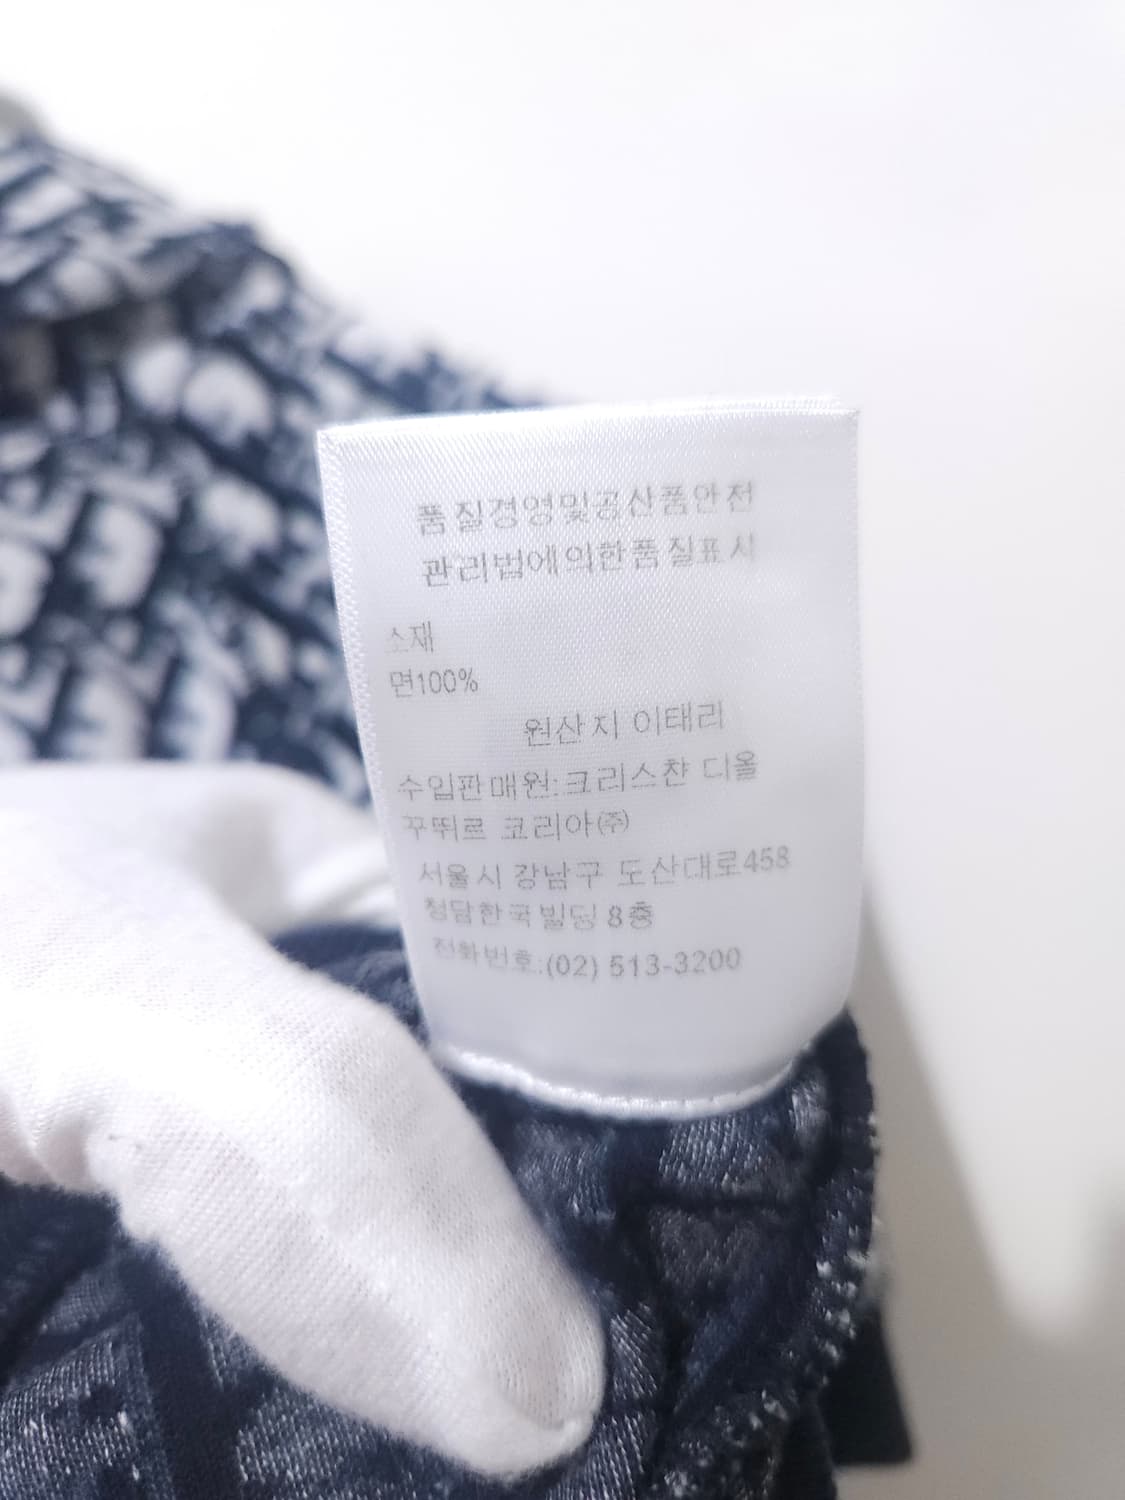 품질경영및공산품안전
관리법에의한품질표시
소재
면100%
원산지 이태리
수입판매원:크리스챤 디올
꾸뛰르 코리아㈜
서울시 강남구 도산대로458
청담한국빌딩 8층
전화번호:(02) 513-3200